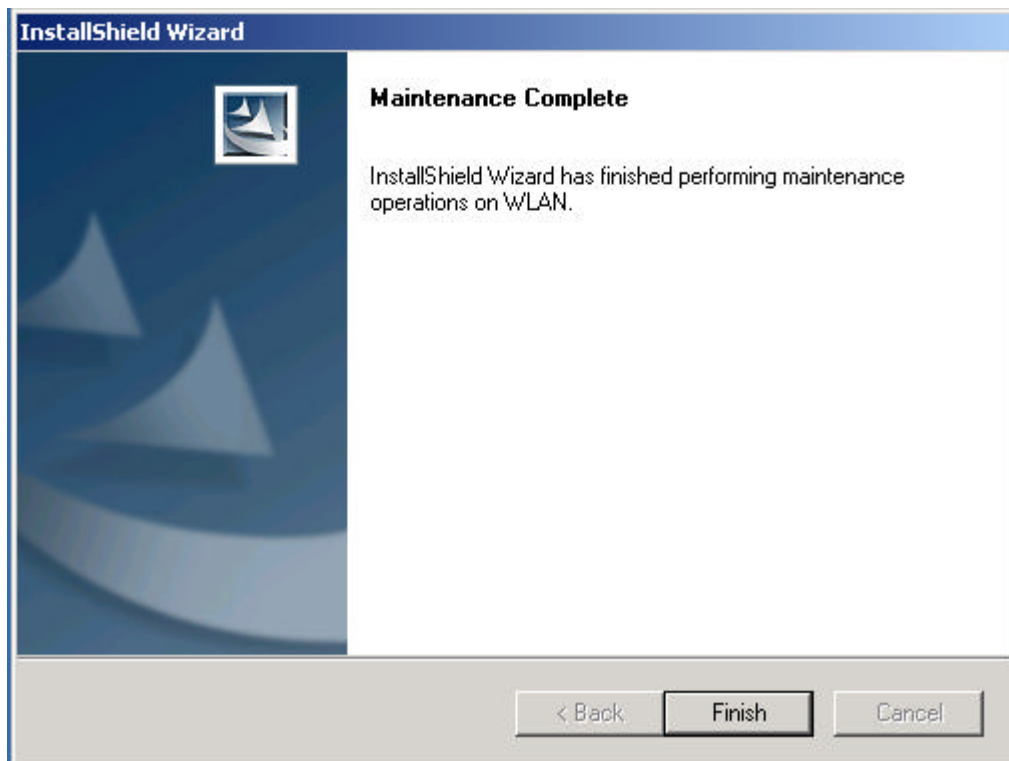 InstallShield Wizard
Maintenance Complete
InstallShield Wizard has finished performing maintenance
operations on WLAN.
< Back
Finish
Cancel